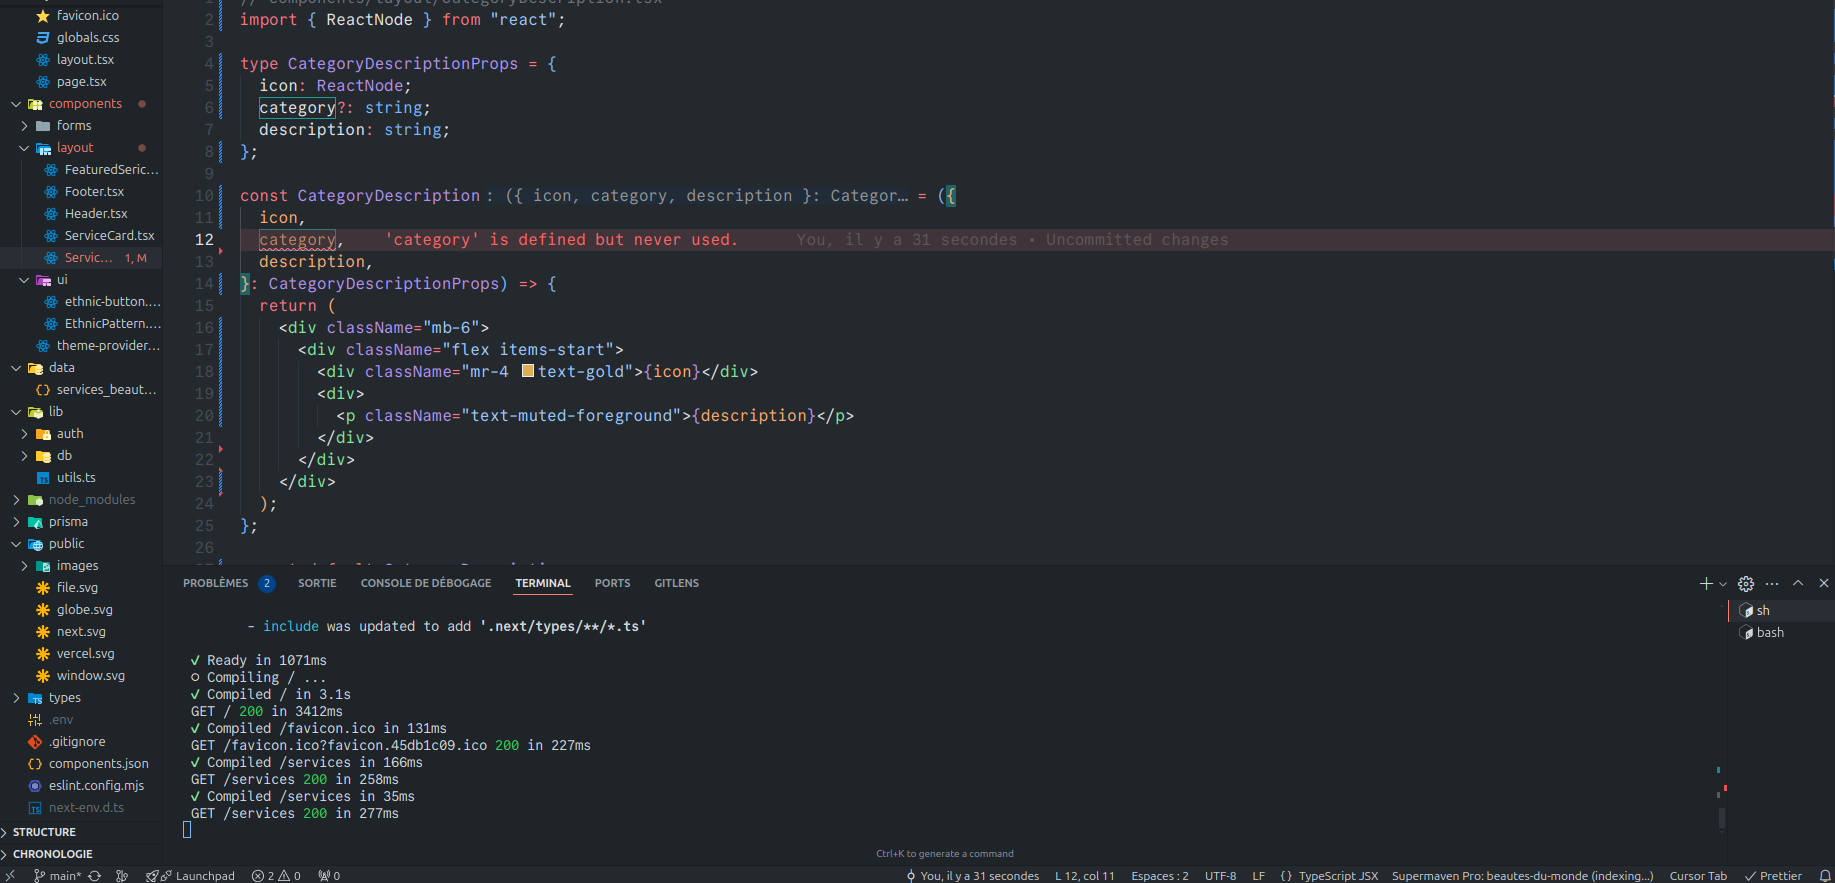 favicon.ico
globals.css
layout.tsx
page.tsx
components
forms
layout
FeaturedSeric...
Footer.tsx
Header.tsx
ServiceCard.tsx
Servic... 1, M
ui
ethnic-button....
EthnicPattern....
theme-provider...
data
services_beaut...
lib
auth
db
utils.ts
node_modules
prisma
public
images
file.svg
globe.svg
next.svg
vercel.svg
window.svg
types
.env
.gitignore
components.json
eslint.config.mjs
next-env.d.ts
STRUCTURE
CHRONOLOGIE
2 import { ReactNode } from "react";
3
4 type CategoryDescriptionProps = {
5 icon: ReactNode;
6 category?: string;
7 description: string;
8 };
9
10 const CategoryDescription : ({ icon, category, description }: Categor… = ({
11 icon,
12 category, 'category' is defined but never used. You, il y a 31 secondes • Uncommitted changes
13 description,
14 }: CategoryDescriptionProps) => {
15 return (
16 <div className="mb-6">
17 <div className="flex items-start">
18 <div className="mr-4 text-gold">{icon}</div>
19 <div>
20 <p className="text-muted-foreground">{description}</p>
21 </div>
22 </div>
23 </div>
24 );
25 };
26
PROBLÈMES 2 SORTIE CONSOLE DE DÉBOGAGE TERMINAL PORTS GITLENS
- include was updated to add '.next/types/**/*.ts'
✓ Ready in 1071ms
○ Compiling / ...
✓ Compiled / in 3.1s
GET / 200 in 3412ms
✓ Compiled /favicon.ico in 131ms
GET /favicon.ico?favicon.45db1c09.ico 200 in 227ms
✓ Compiled /services in 166ms
GET /services 200 in 258ms
✓ Compiled /services in 35ms
GET /services 200 in 277ms
sh
bash
Ctrl+K to generate a command
main* Launchpad 2 0 0 You, il y a 31 secondes L 12, col 11 Espaces : 2 UTF-8 LF {} TypeScript JSX Supermaven Pro: beautes-du-monde (indexing...) Cursor Tab Prettier